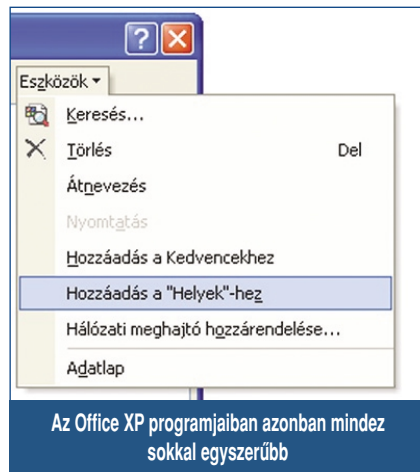 Eszközök
Keresés...
Törlés Del
Átnevezés
Nyomtatás
Hozzáadás a Kedvencekhez
Hozzáadás a "Helyek"-hez
Hálózati meghajtó hozzárendelése...
Adatlap
Az Office XP programjaiban azonban mindez
sokkal egyszerűbb